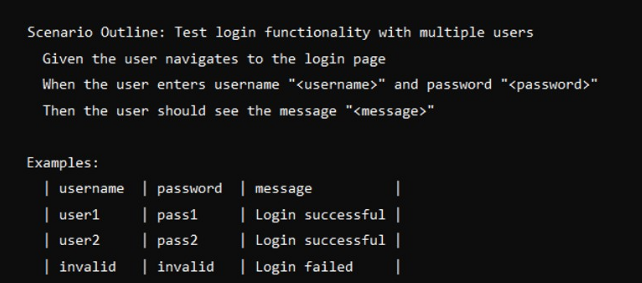 Scenario Outline: Test login functionality with multiple users
Given the user navigates to the login page
When the user enters username "<username>" and password "<password>"
Then the user should see the message "<message>"
Examples:
| username | password | message |
| user1 | pass1 | Login successful |
| user2 | pass2 | Login successful |
| invalid | invalid | Login failed |